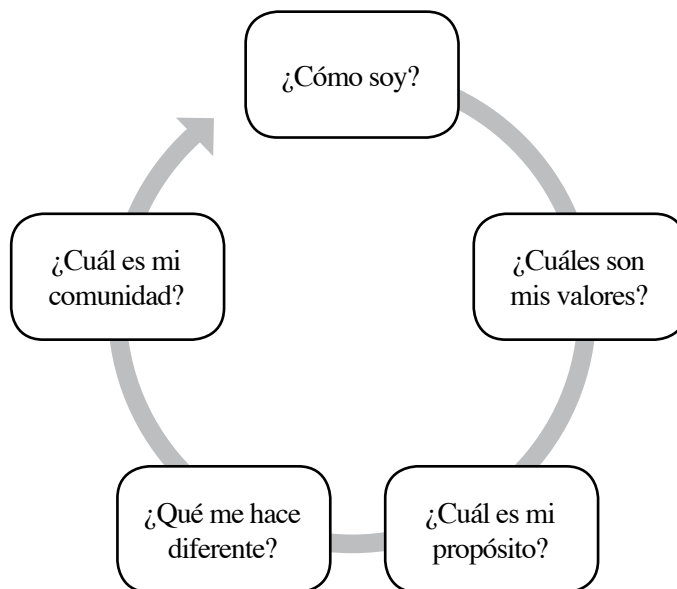 ¿Cómo soy?
¿Cuáles son
mis valores?
¿Cuál es mi
propósito?
¿Qué me hace
diferente?
¿Cuál es mi
comunidad?